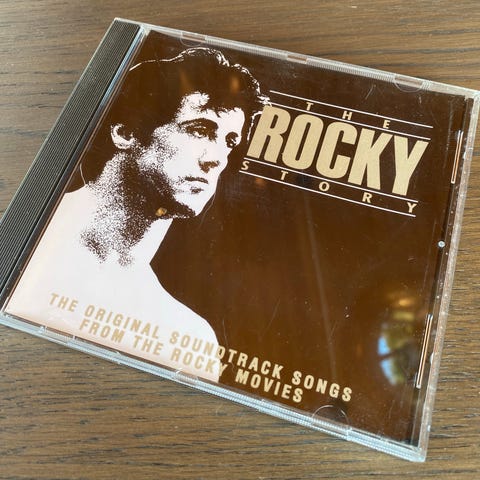 THE
ROCKY
STORY
THE ORIGINAL SOUNDTRACK SONGS
FROM THE ROCKY MOVIES